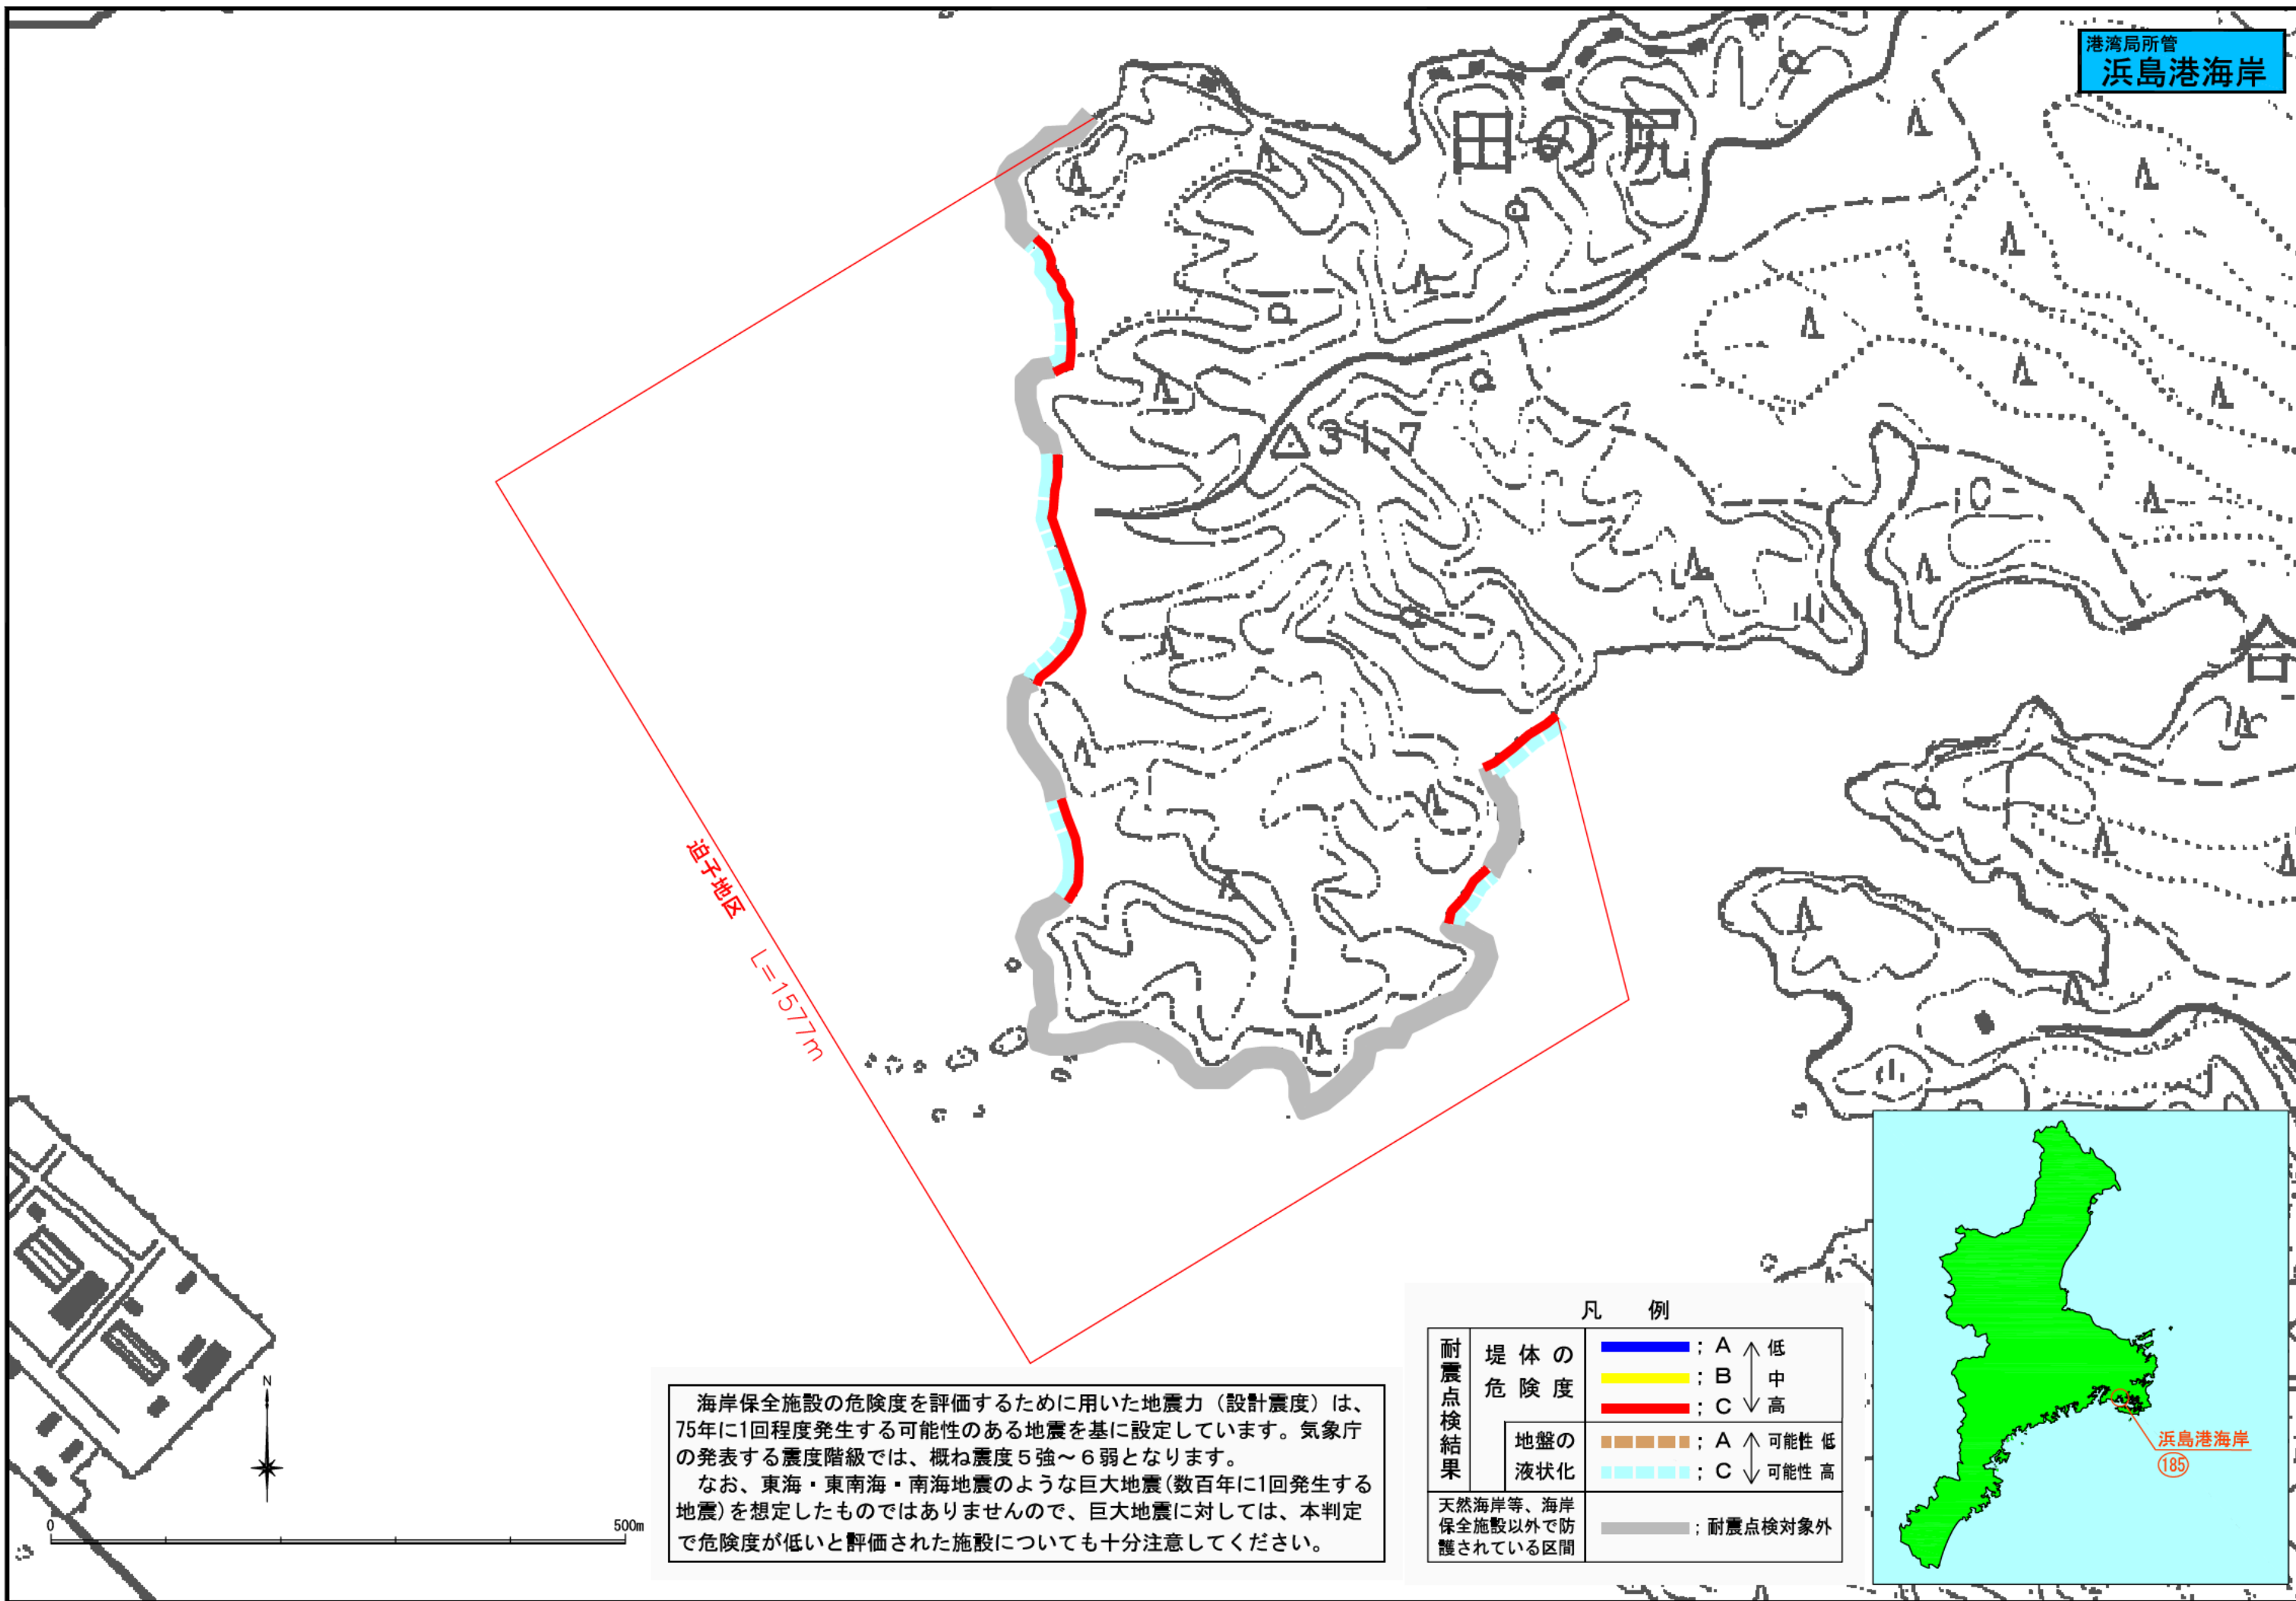 港湾局所管
浜島港海岸
田の尻
31.7
合
迫子地区 L=1577m
N
0 500m
海岸保全施設の危険度を評価するために用いた地震力（設計震度）は、
75年に1回程度発生する可能性のある地震を基に設定しています。気象庁
の発表する震度階級では、概ね震度５強～６弱となります。
なお、東海・東南海・南海地震のような巨大地震(数百年に1回発生する
地震)を想定したものではありませんので、巨大地震に対しては、本判定
で危険度が低いと評価された施設についても十分注意してください。
凡 例
耐震点検結果
堤体の
危険度
; A 低
; B 中
; C 高
地盤の
液状化
; A 可能性 低
; C 可能性 高
天然海岸等、海岸
保全施設以外で防
護されている区間
; 耐震点検対象外
浜島港海岸
185